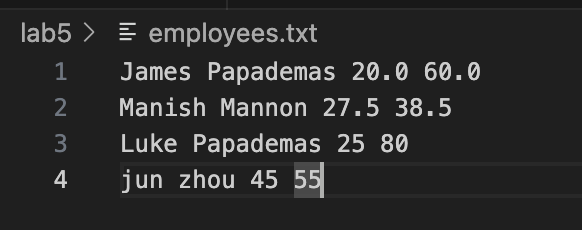 lab5 > employees.txt
1 James Papademas 20.0 60.0
2 Manish Mannon 27.5 38.5
3 Luke Papademas 25 80
4 jun zhou 45 55